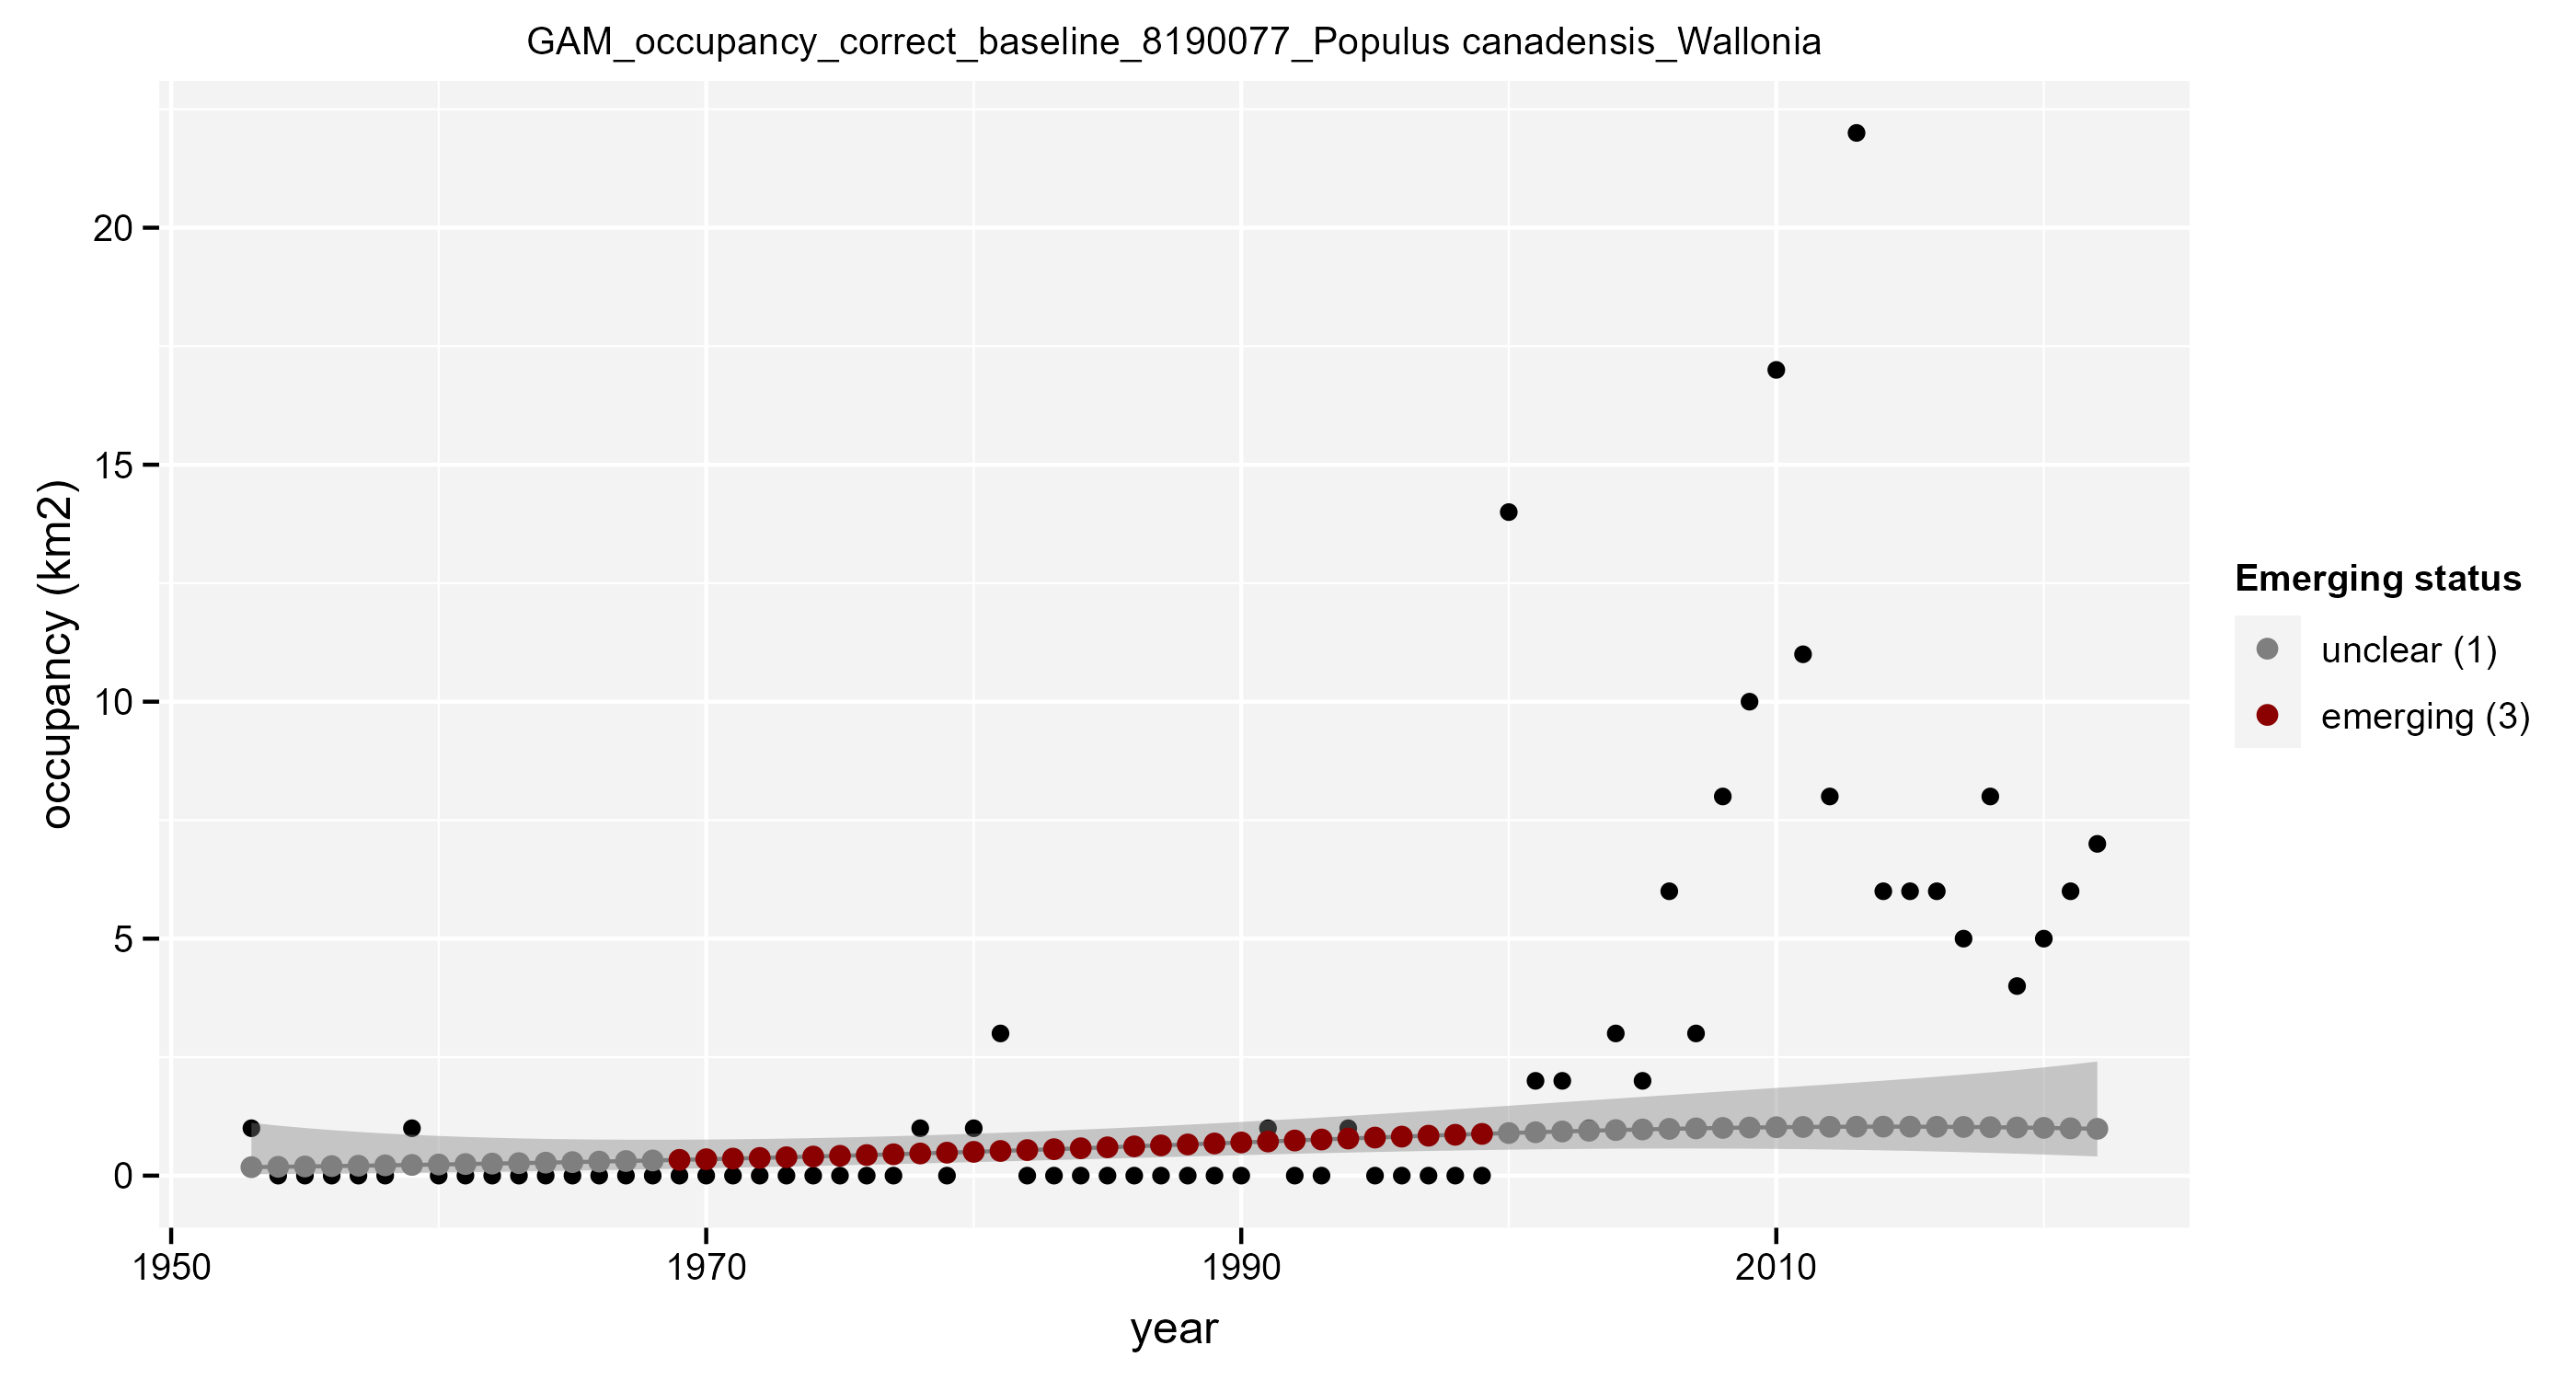 GAM_occupancy_correct_baseline_8190077_Populus canadensis_Wallonia
occupancy (km2)
20
15
10
5
0
1950
1970
1990
2010
year
Emerging status
unclear (1)
emerging (3)